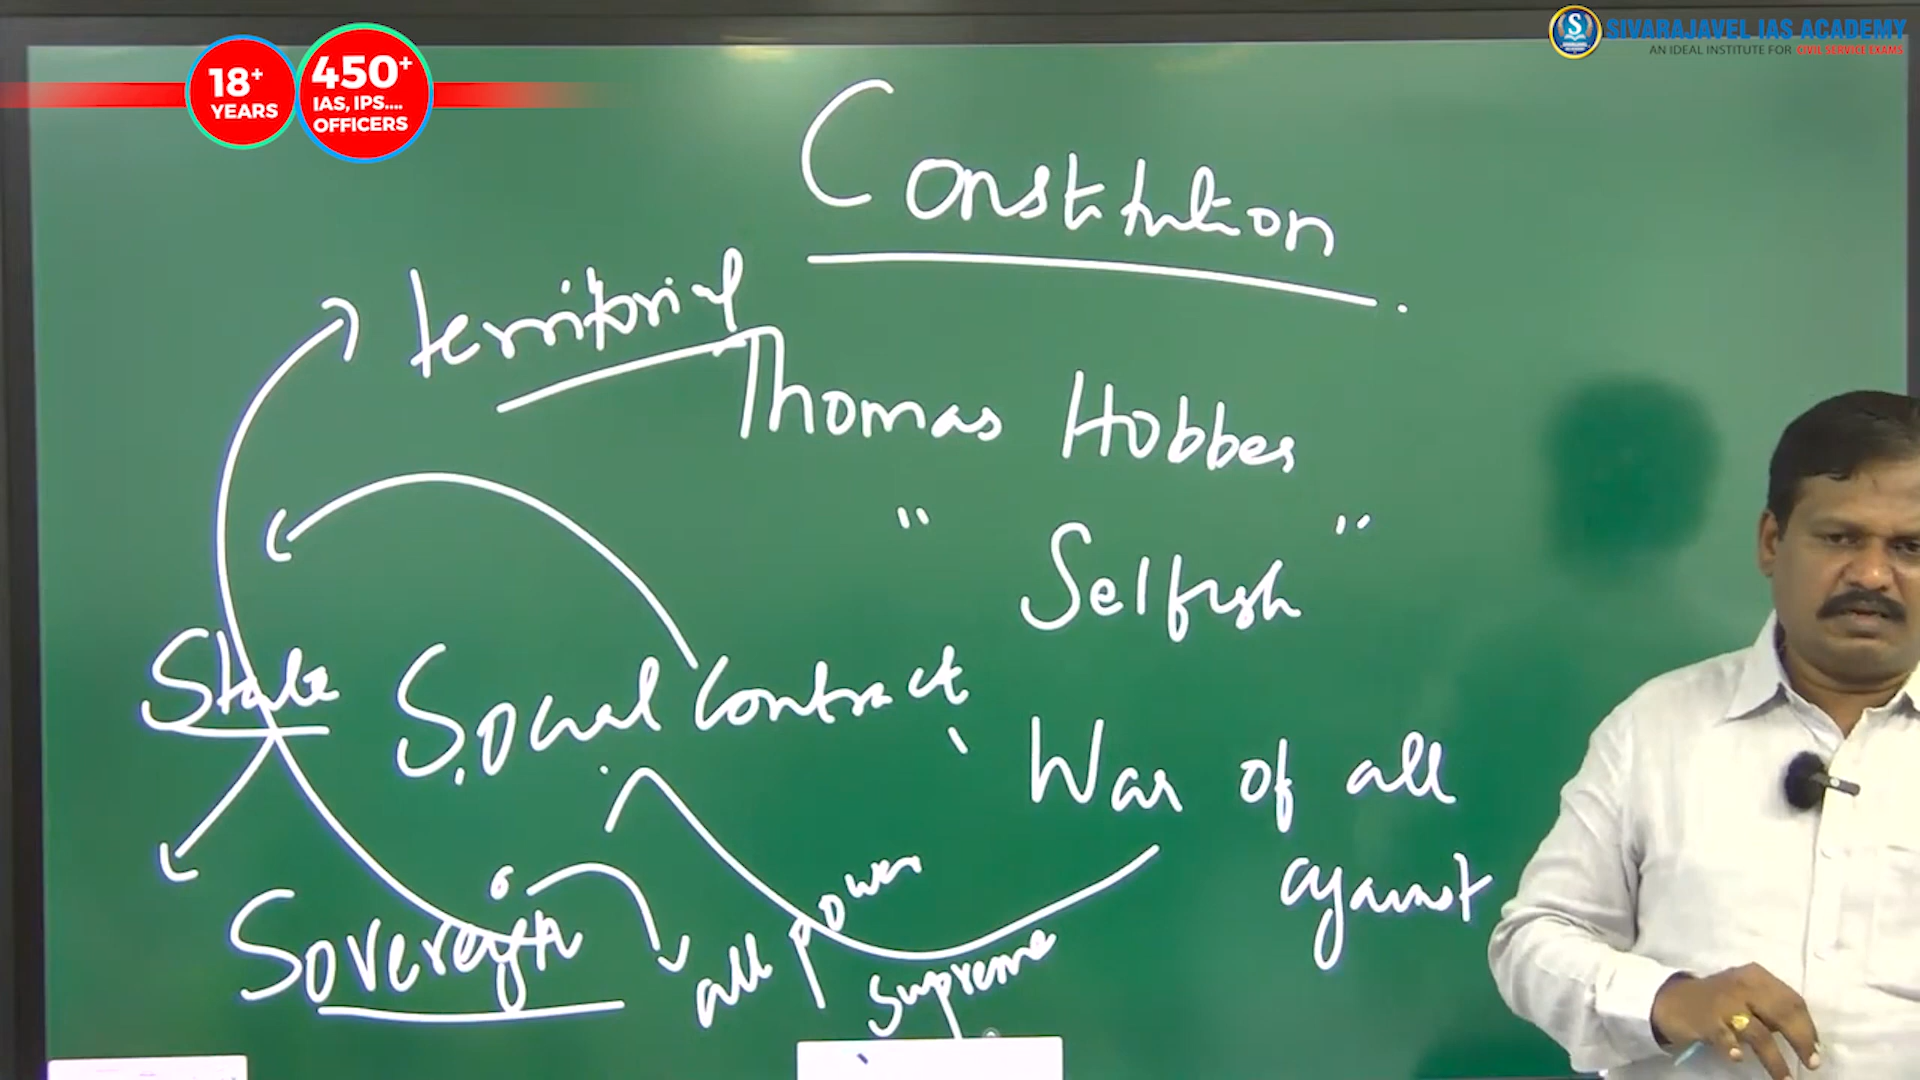 SIVARAJAVEL IAS ACADEMY
AN IDEAL INSTITUTE FOR CIVIL SERVICE EXAMS
18+
YEARS
450+
IAS, IPS....
OFFICERS
Constitution
territorial
Thomas Hobbes
" Selfish "
State
Social contract
War of all
against
Sovereign
all power
supreme